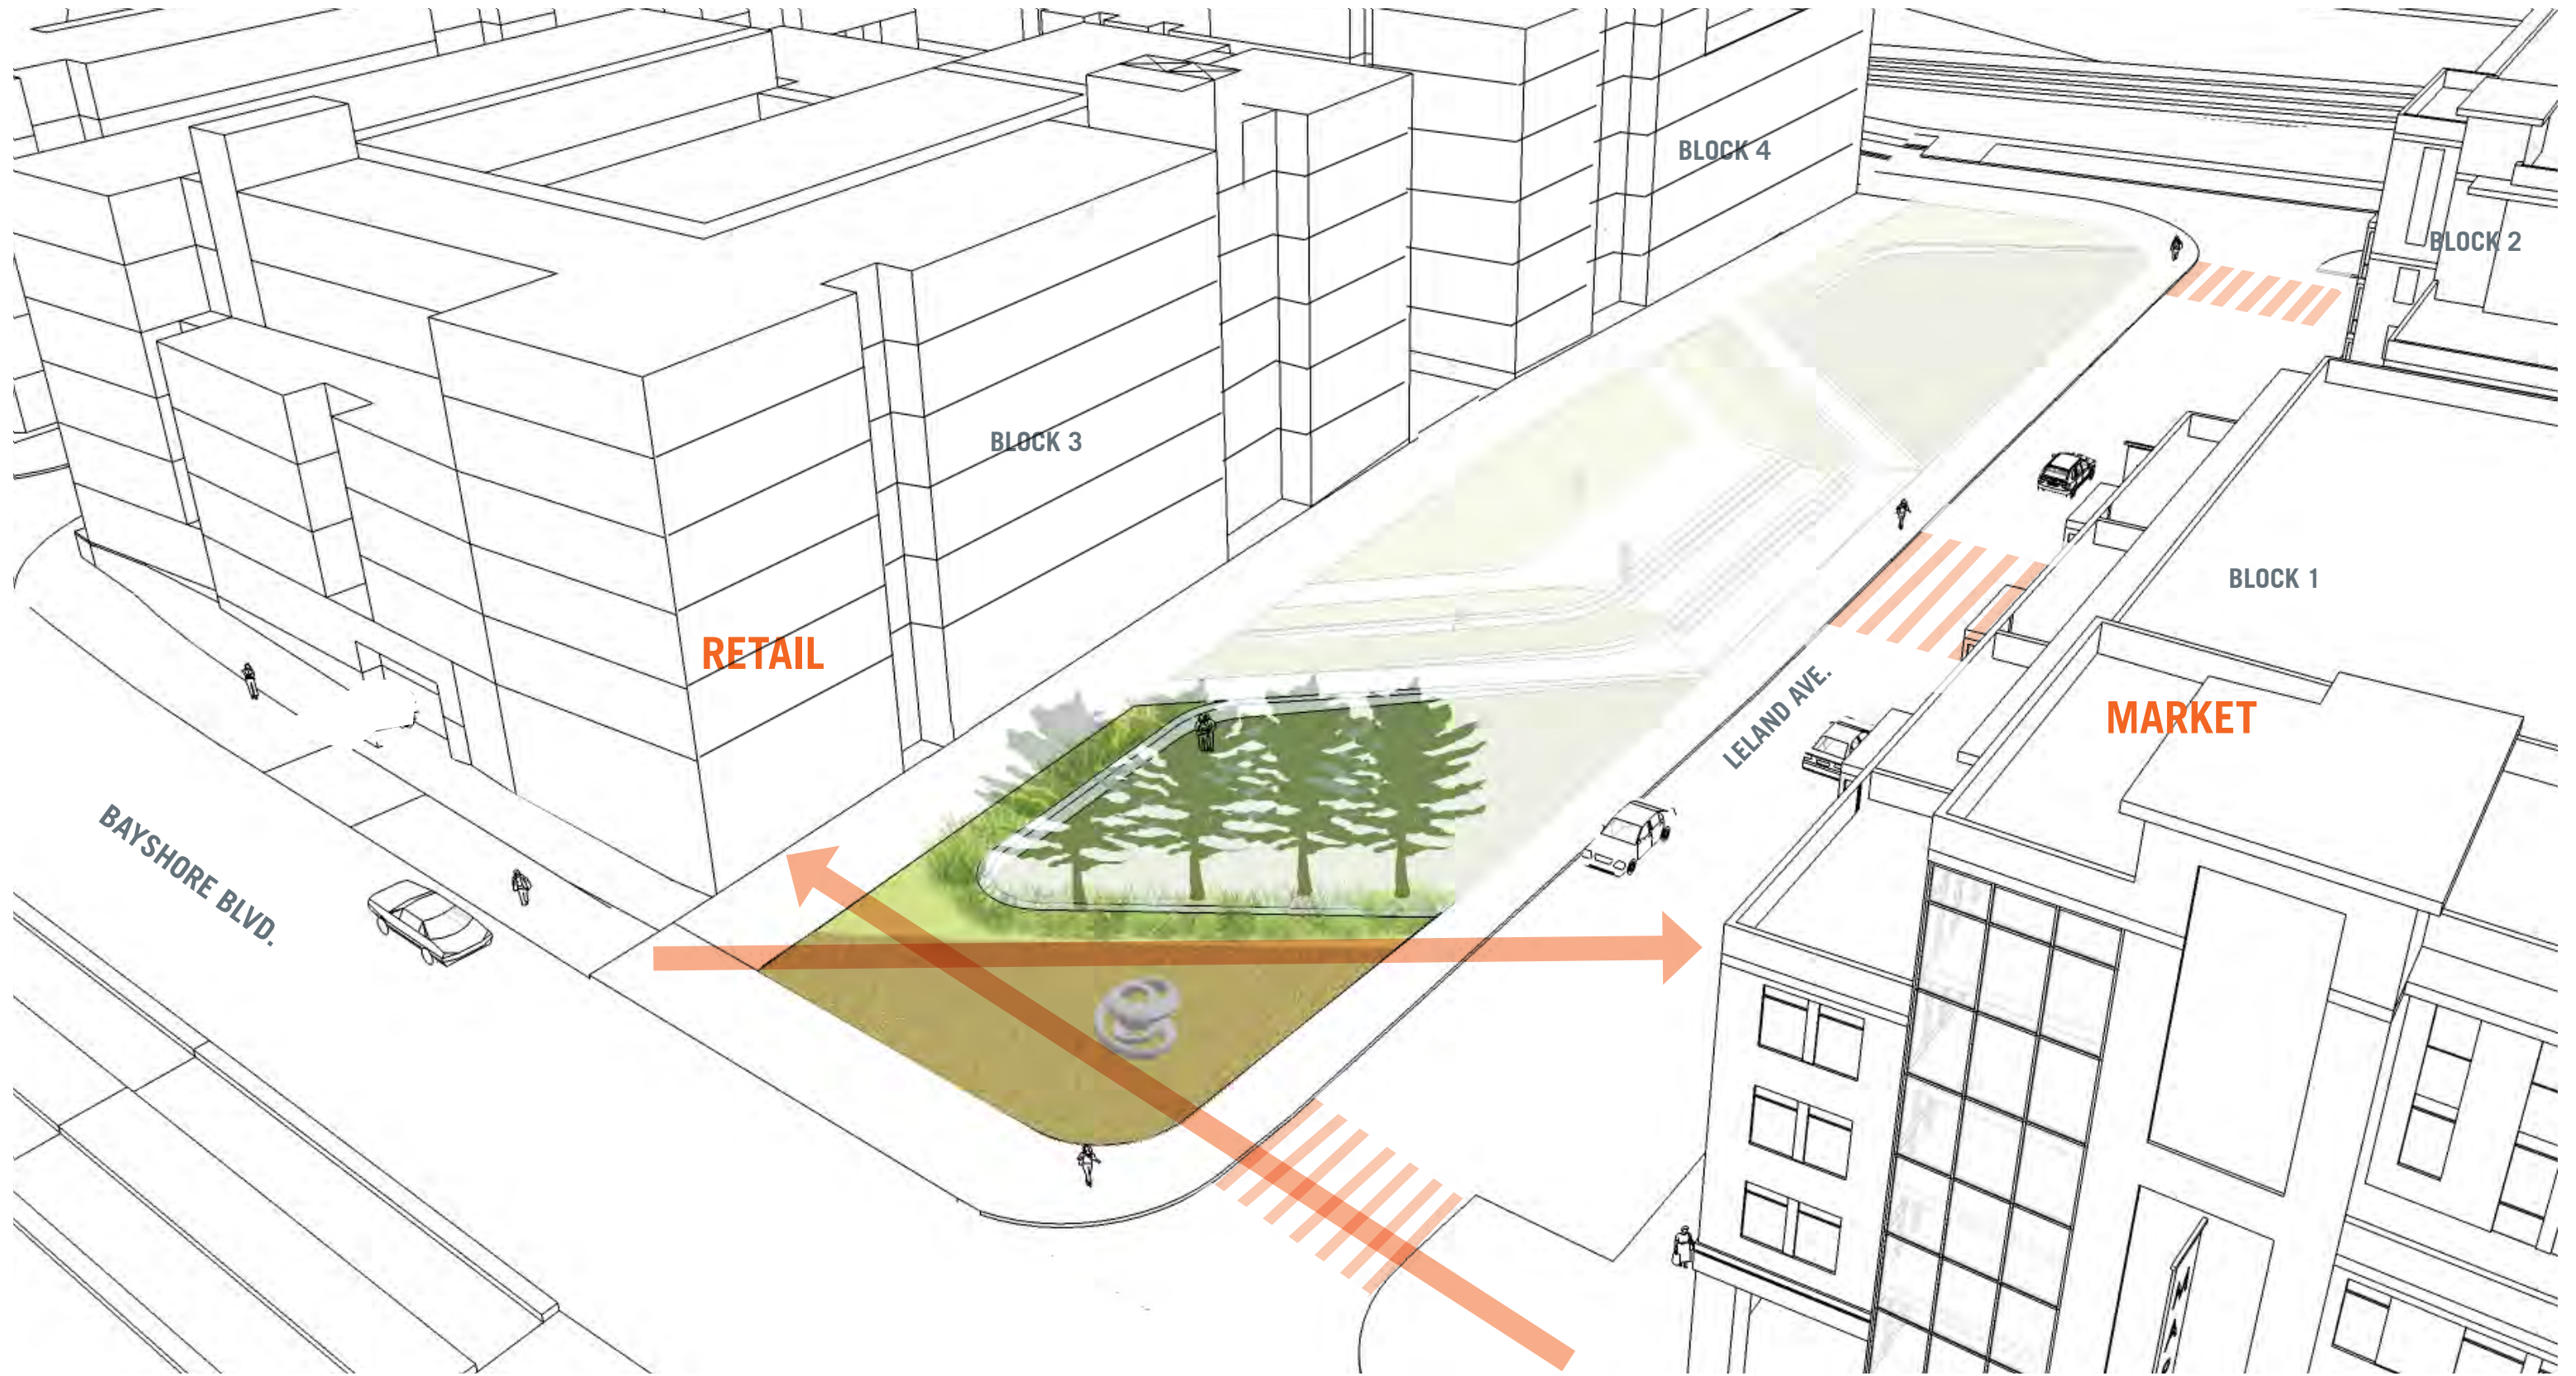 BLOCK 4
BLOCK 2
BLOCK 3
BLOCK 1
RETAIL
MARKET
LELAND AVE.
BAYSHORE BLVD.